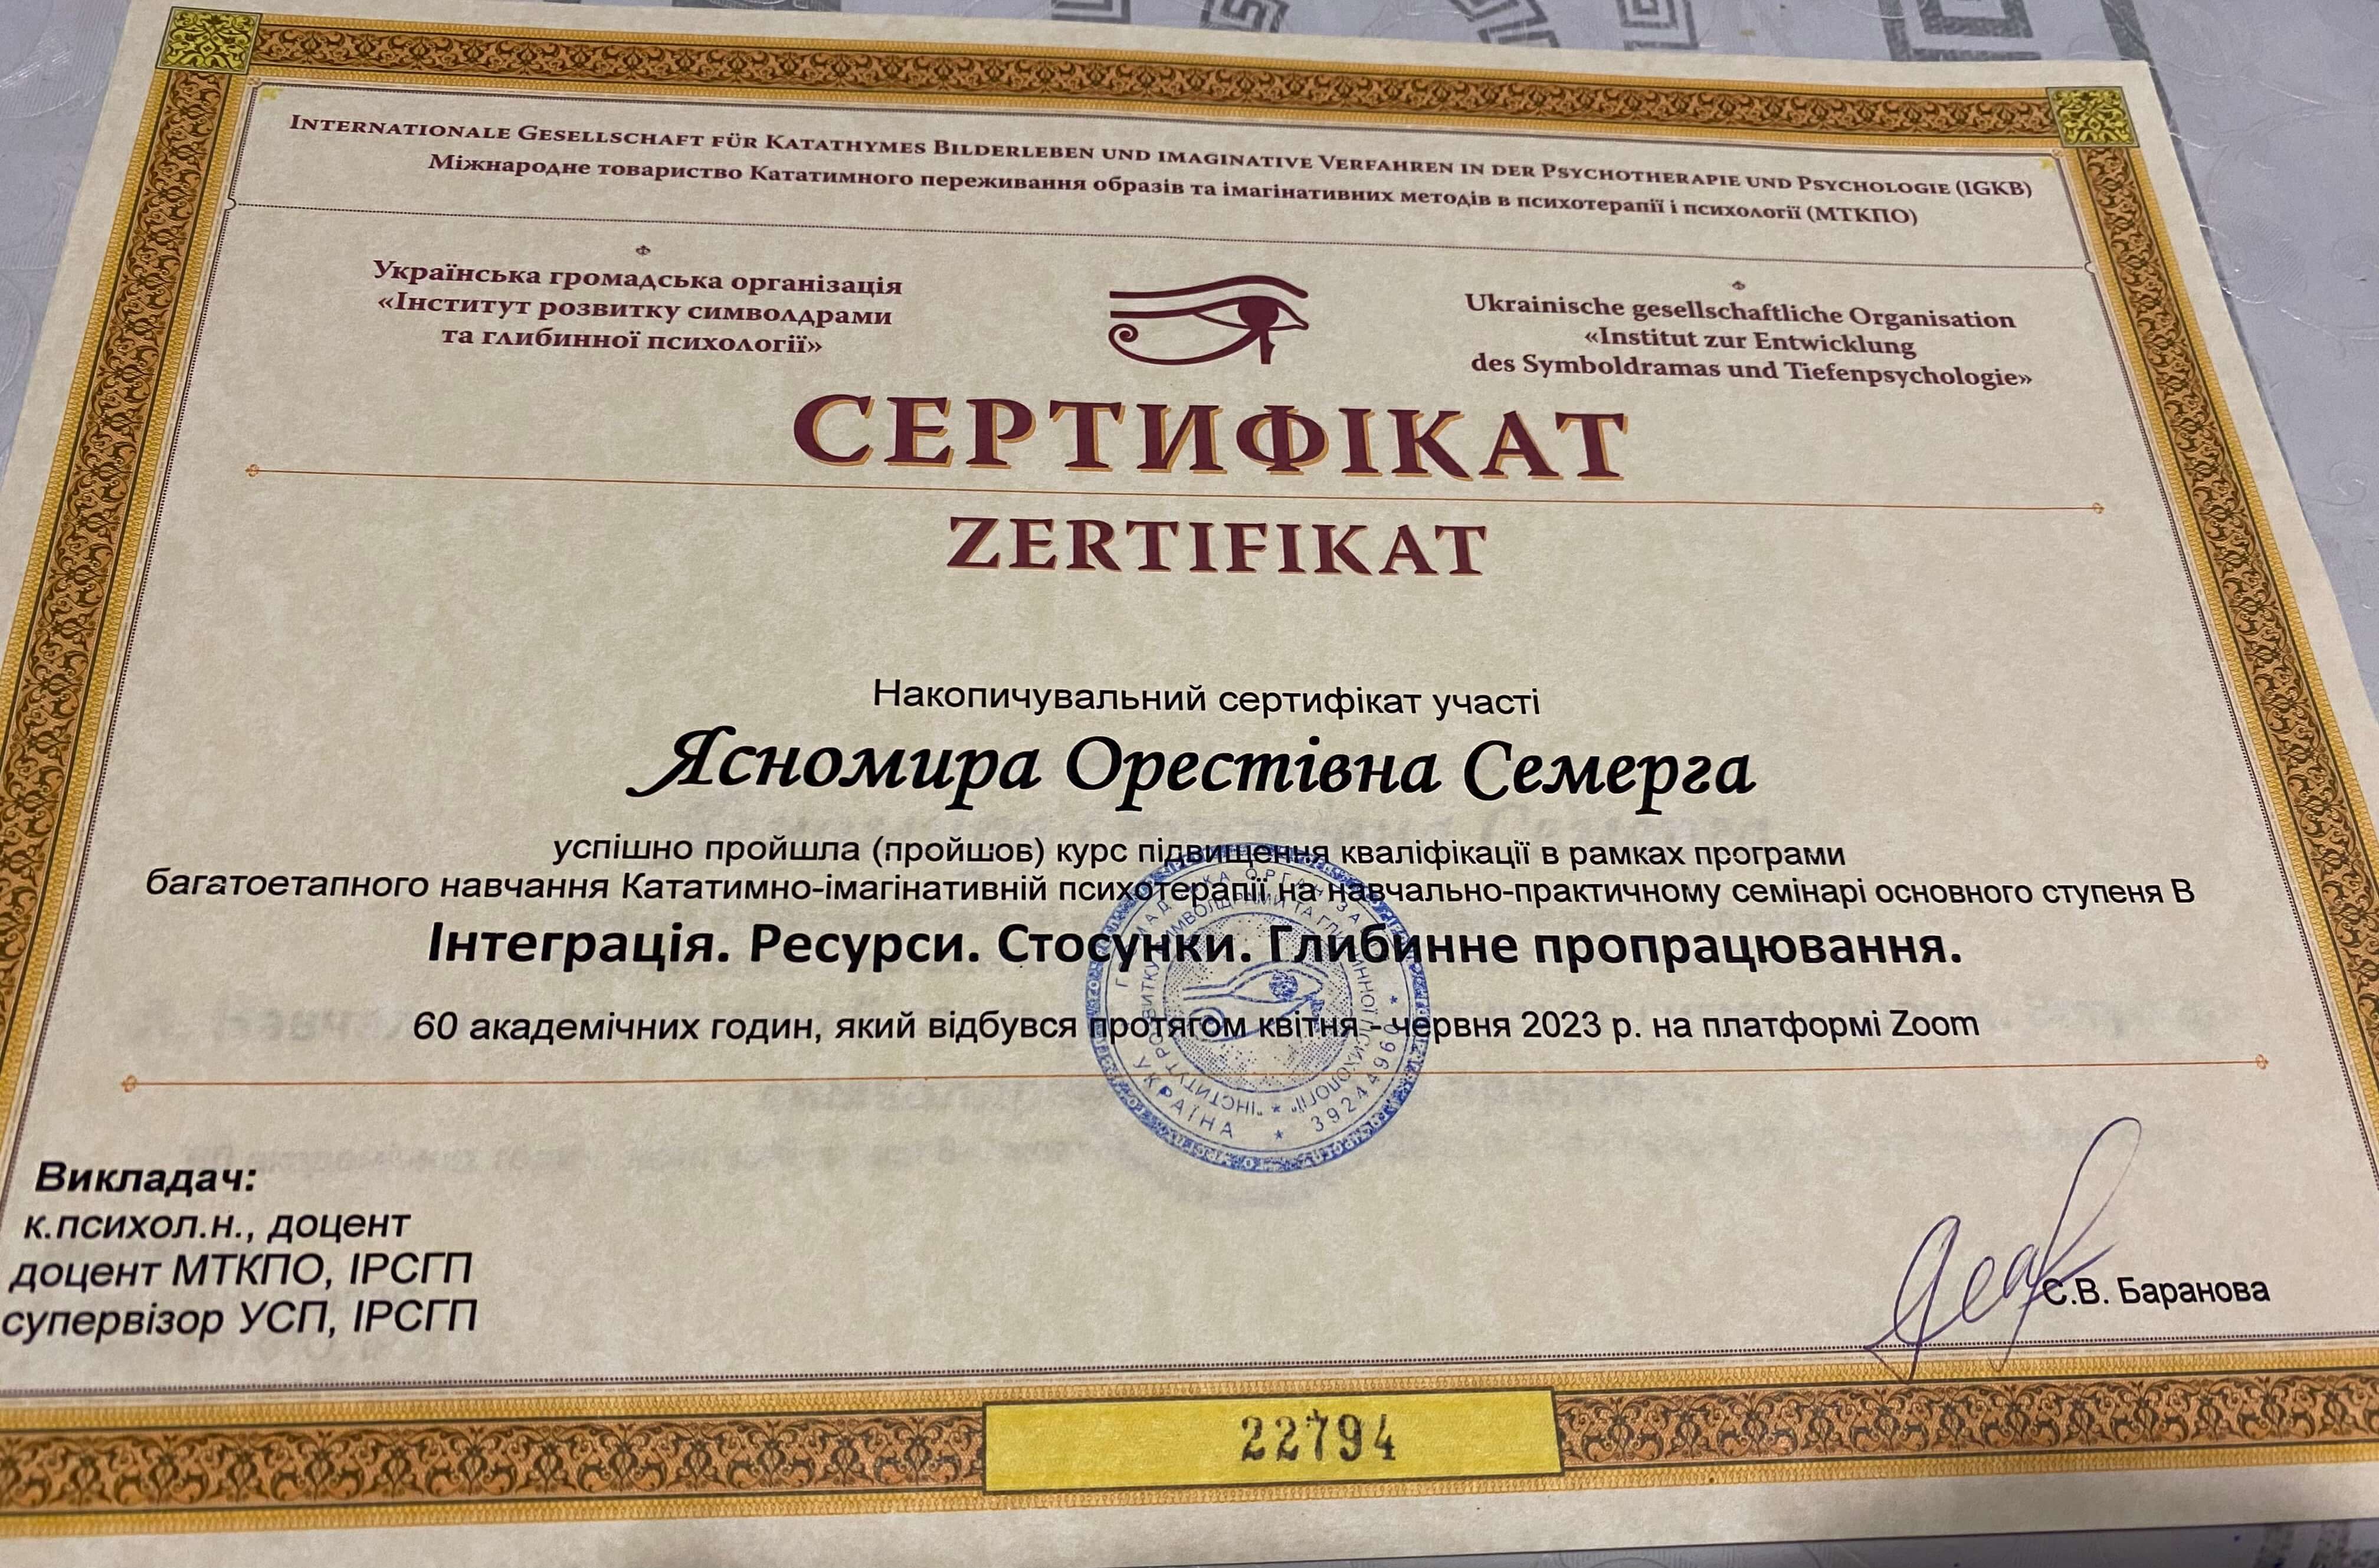 Internationale Gesellschaft für Katathymes Bilderleben und imaginative Verfahren in der Psychotherapie und Psychologie (IGKB)
Міжнародне товариство Кататимного переживання образів та імагінативних методів в психотерапії і психології (МТКПО)
Українська громадська організація
«Інститут розвитку символдрами
та глибинної психології»
Ukrainische gesellschaftliche Organisation
«Institut zur Entwicklung
des Symboldramas und Tiefenpsychologie»
СЕРТИФІКАТ
ZERTIFIKAT
Накопичувальний сертифікат участі
Ясномира Орестівна Семерга
успішно пройшла (пройшов) курс підвищення кваліфікації в рамках програми
багатоетапного навчання Кататимно-імагінативній психотерапії на навчально-практичному семінарі основного ступеня В
Інтеграція. Ресурси. Стосунки. Глибинне пропрацювання.
60 академічних годин, який відбувся протягом квітня - червня 2023 р. на платформі Zoom
УКРАЇНА * 39244960 *
Викладач:
к.психол.н., доцент
доцент МТКПО, ІРСГП
супервізор УСП, ІРСГП
С.В. Баранова
22794